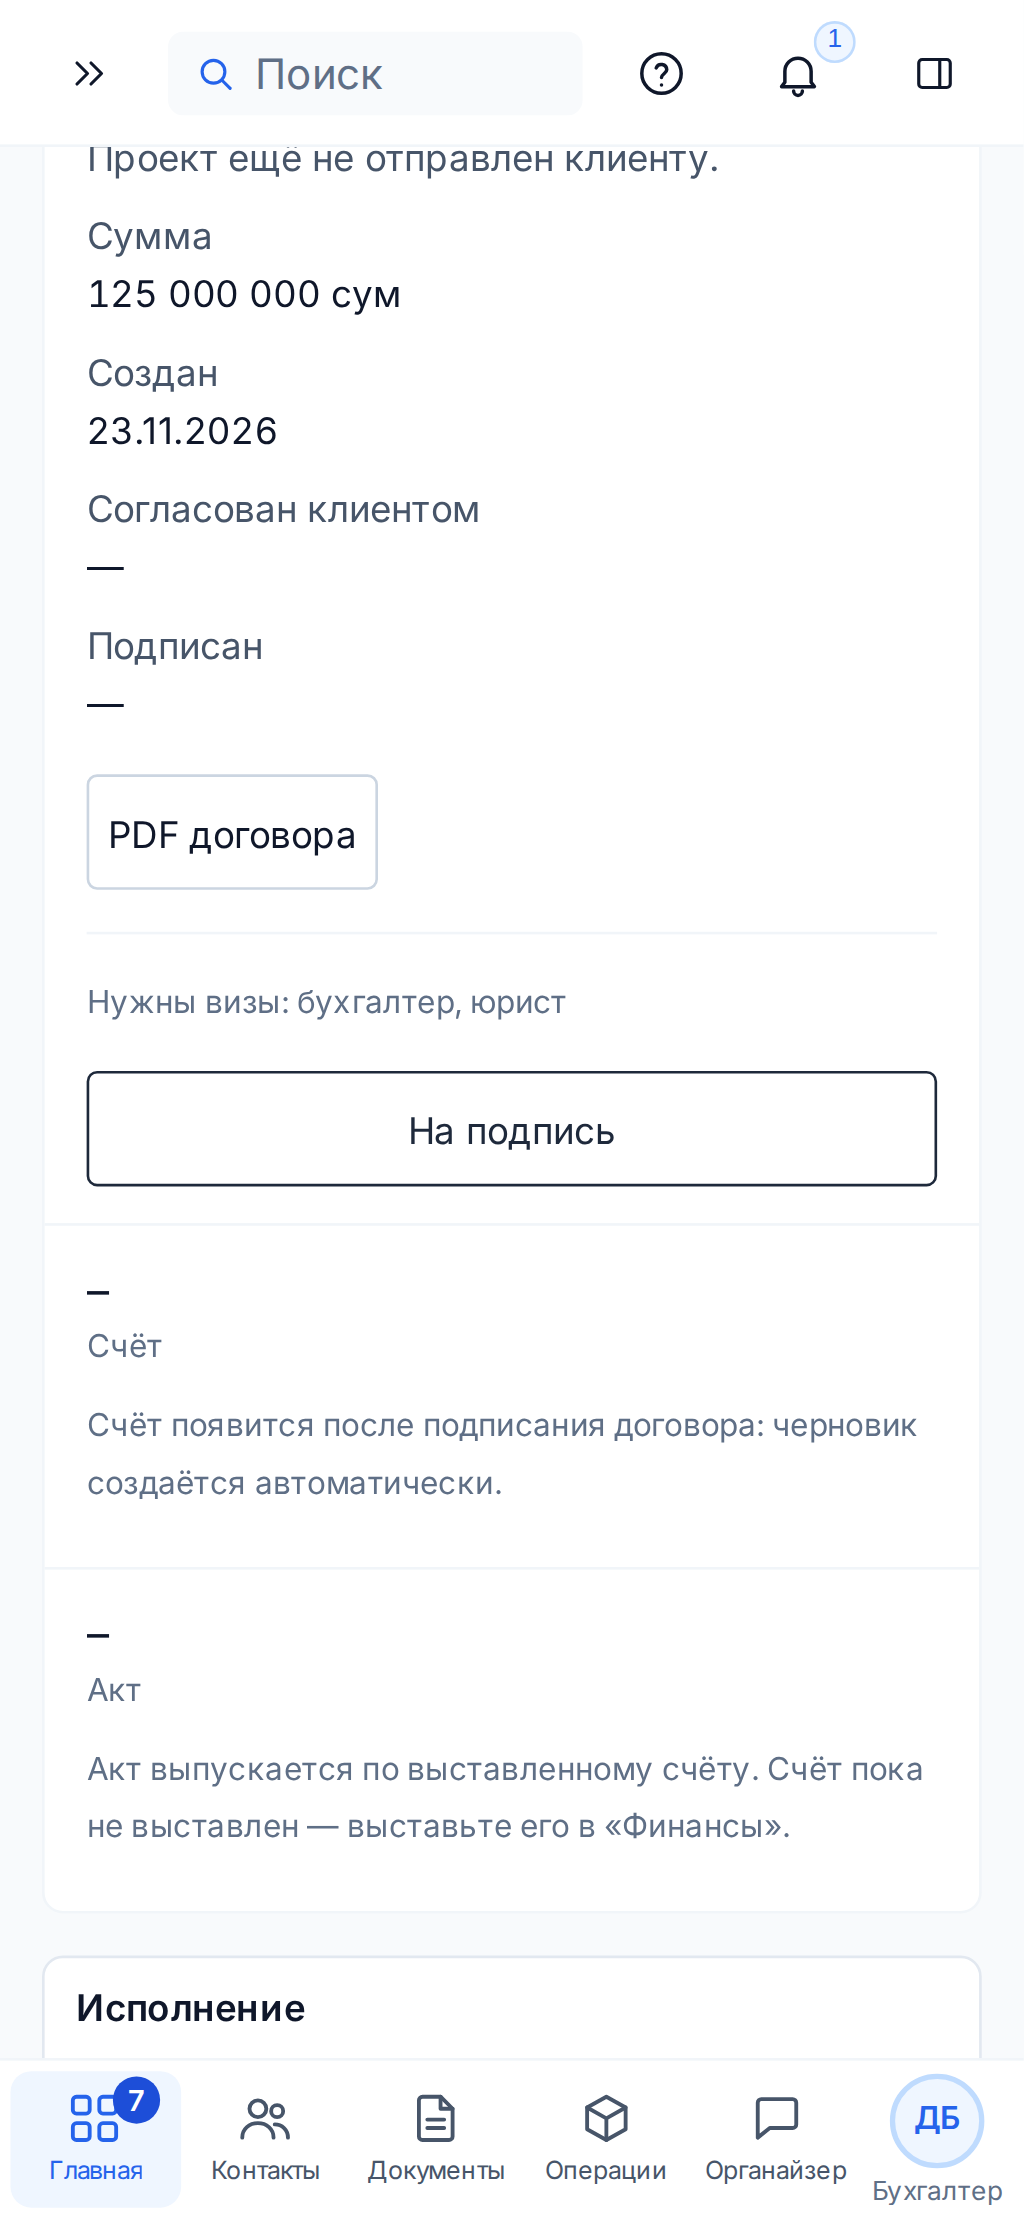 Поиск
1
Проект ещё не отправлен клиенту.
Сумма
125 000 000 сум
Создан
23.11.2026
Согласован клиентом
—
Подписан
—
PDF договора
Нужны визы: бухгалтер, юрист
На подпись
–
Счёт
Счёт появится после подписания договора: черновик
создаётся автоматически.
–
Акт
Акт выпускается по выставленному счёту. Счёт пока
не выставлен — выставьте его в «Финансы».
Исполнение
7
Главная
Контакты
Документы
Операции
Органайзер
ДБ
Бухгалтер